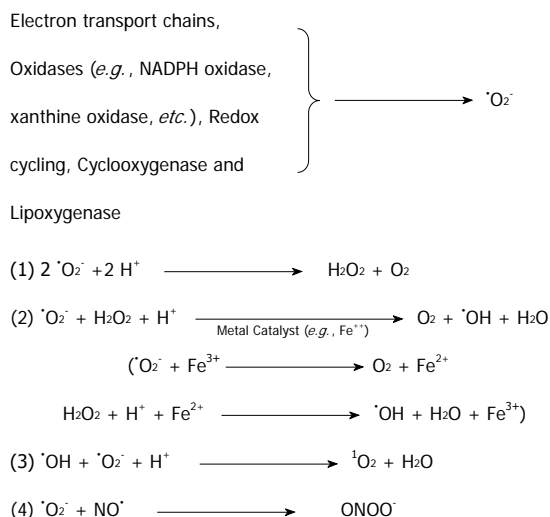 Electron transport chains,
Oxidases (e.g., NADPH oxidase,
xanthine oxidase, etc.), Redox
cycling, Cyclooxygenase and
Lipoxygenase
•O₂⁻
(1) 2 •O₂⁻ +2 H⁺ → H₂O₂ + O₂
(2) •O₂⁻ + H₂O₂ + H⁺ → O₂ + •OH + H₂O
Metal Catalyst (e.g., Fe⁺⁺)
(•O₂⁻ + Fe³⁺ → O₂ + Fe²⁺
H₂O₂ + H⁺ + Fe²⁺ → •OH + H₂O + Fe³⁺)
(3) •OH + •O₂⁻ + H⁺ → ¹O₂ + H₂O
(4) •O₂⁻ + NO• → ONOO⁻